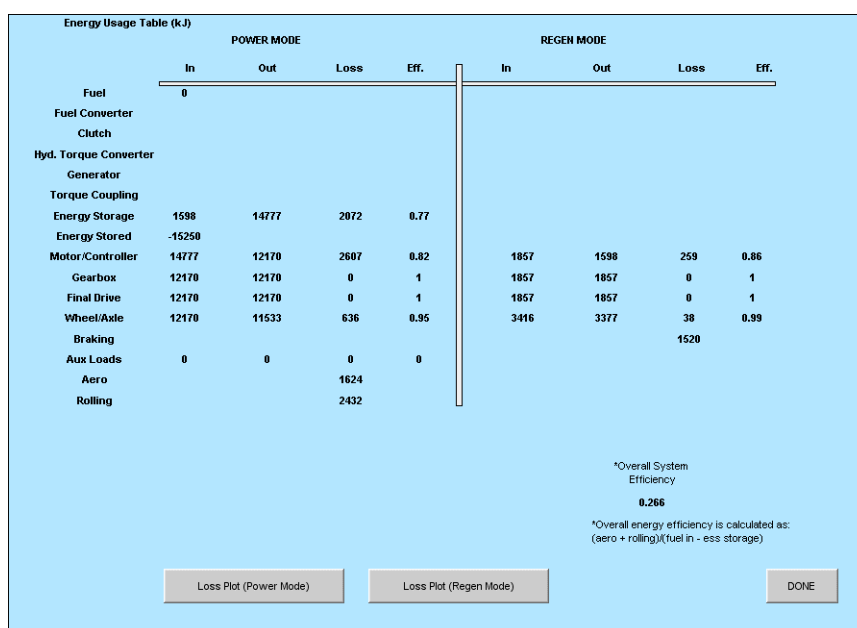 Energy Usage Table (kJ)
POWER MODE REGEN MODE
In Out Loss Eff. In Out Loss Eff.
Fuel 0
Fuel Converter
Clutch
Hyd. Torque Converter
Generator
Torque Coupling
Energy Storage 1598 14777 2072 0.77
Energy Stored -15250
Motor/Controller 14777 12170 2607 0.82 1857 1598 259 0.86
Gearbox 12170 12170 0 1 1857 1857 0 1
Final Drive 12170 12170 0 1 1857 1857 0 1
Wheel/Axle 12170 11533 636 0.95 3416 3377 38 0.99
Braking 1520
Aux Loads 0 0 0 0
Aero 1624
Rolling 2432
*Overall System
Efficiency
0.266
*Overall energy efficiency is calculated as:
(aero + rolling)/(fuel in - ess storage)
Loss Plot (Power Mode) Loss Plot (Regen Mode) DONE